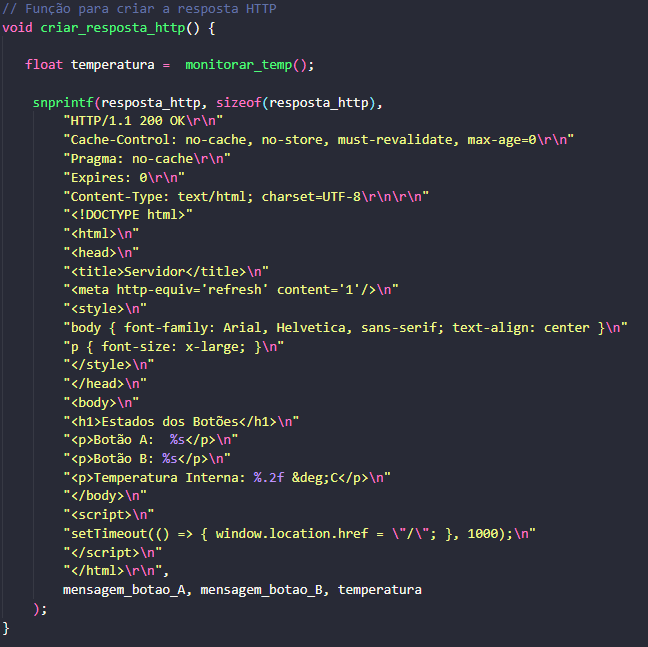 // Função para criar a resposta HTTP
void criar_resposta_http() {
float temperatura =  monitorar_temp();
snprintf(resposta_http, sizeof(resposta_http),
"HTTP/1.1 200 OK\r\n"
"Cache-Control: no-cache, no-store, must-revalidate, max-age=0\r\n"
"Pragma: no-cache\r\n"
"Expires: 0\r\n"
"Content-Type: text/html; charset=UTF-8\r\n\r\n"
"<!DOCTYPE html>"
"<html>\n"
"<head>\n"
"<title>Servidor</title>\n"
"<meta http-equiv='refresh' content='1'/>\n"
"<style>\n"
"body { font-family: Arial, Helvetica, sans-serif; text-align: center }\n"
"p { font-size: x-large; }\n"
"</style>\n"
"</head>\n"
"<body>\n"
"<h1>Estados dos Botões</h1>\n"
"<p>Botão A:  %s</p>\n"
"<p>Botão B: %s</p>\n"
"<p>Temperatura Interna: %.2f &deg;C</p>\n"
"</body>\n"
"<script>\n"
"setTimeout(() => { window.location.href = \"/\"; }, 1000);\n"
"</script>\n"
"</html>\r\n",
mensagem_botao_A, mensagem_botao_B, temperatura
);
}